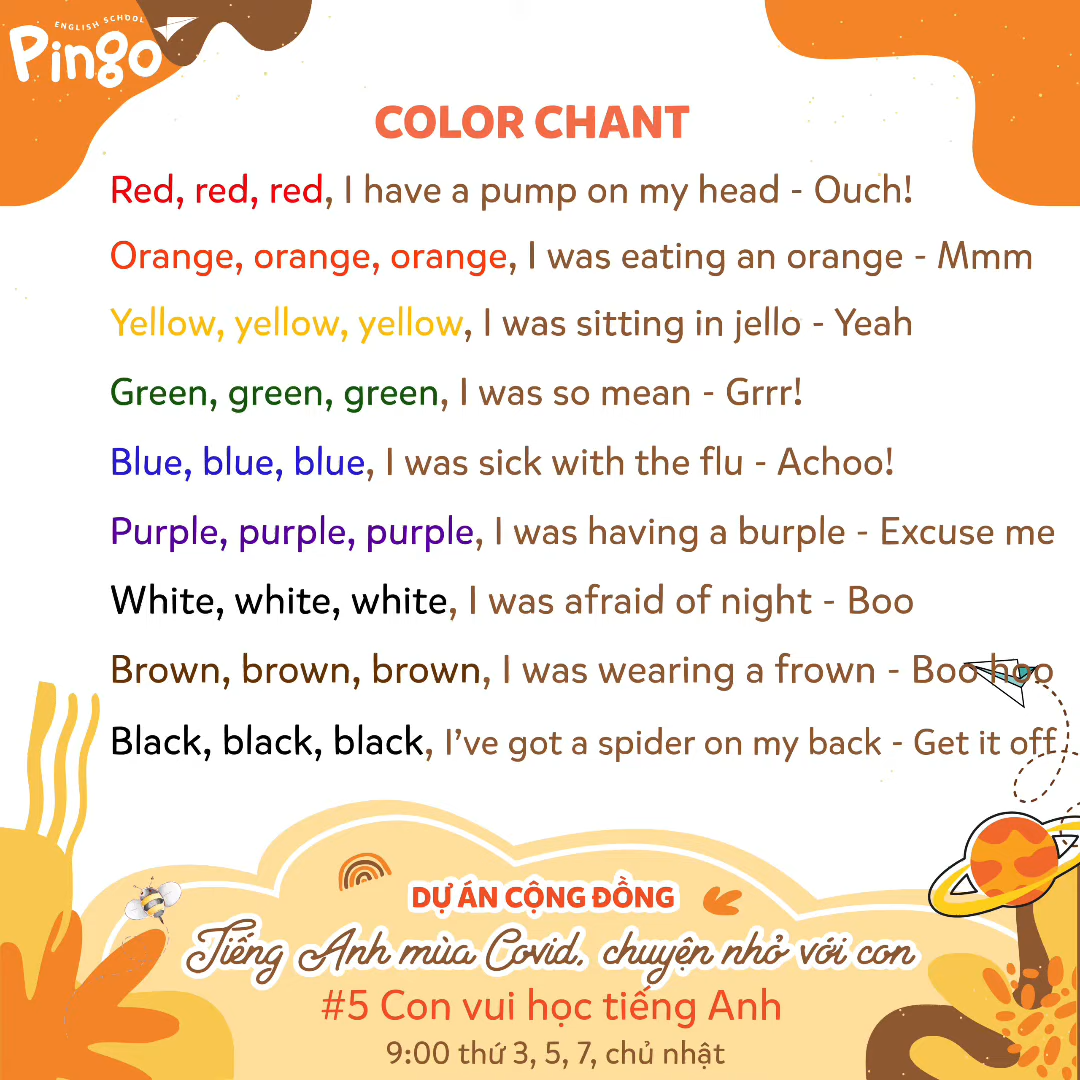 ENGLISH SCHOOL
Pingo
COLOR CHANT
Red, red, red, I have a pump on my head - Ouch!
Orange, orange, orange, I was eating an orange - Mmm
Yellow, yellow, yellow, I was sitting in jello - Yeah
Green, green, green, I was so mean - Grrr!
Blue, blue, blue, I was sick with the flu - Achoo!
Purple, purple, purple, I was having a burple - Excuse me
White, white, white, I was afraid of night - Boo
Brown, brown, brown, I was wearing a frown - Boo hoo
Black, black, black, I've got a spider on my back - Get it off
DỰ ÁN CỘNG ĐỒNG
Tiếng Anh mùa Covid, chuyện nhỏ với con
#5 Con vui học tiếng Anh
9:00 thứ 3, 5, 7, chủ nhật